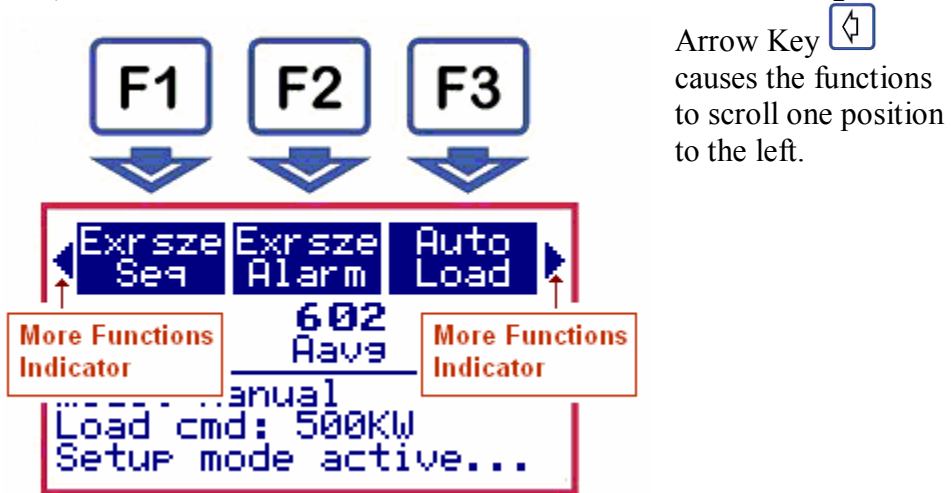 Arrow Key
causes the functions
to scroll one position
to the left.
F1 F2 F3
Exrsze Exrsze Auto
Seq Alarm Load
602
Aavg
More Functions
Indicator
More Functions
Indicator
Manual
Load cmd: 500KW
Setup mode active...